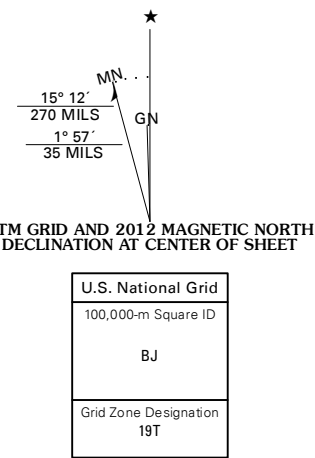 ★
MN
15° 12´
270 MILS
GN
1° 57´
35 MILS
TM GRID AND 2012 MAGNETIC NORTH
DECLINATION AT CENTER OF SHEET
U.S. National Grid
100,000-m Square ID
BJ
Grid Zone Designation
19T